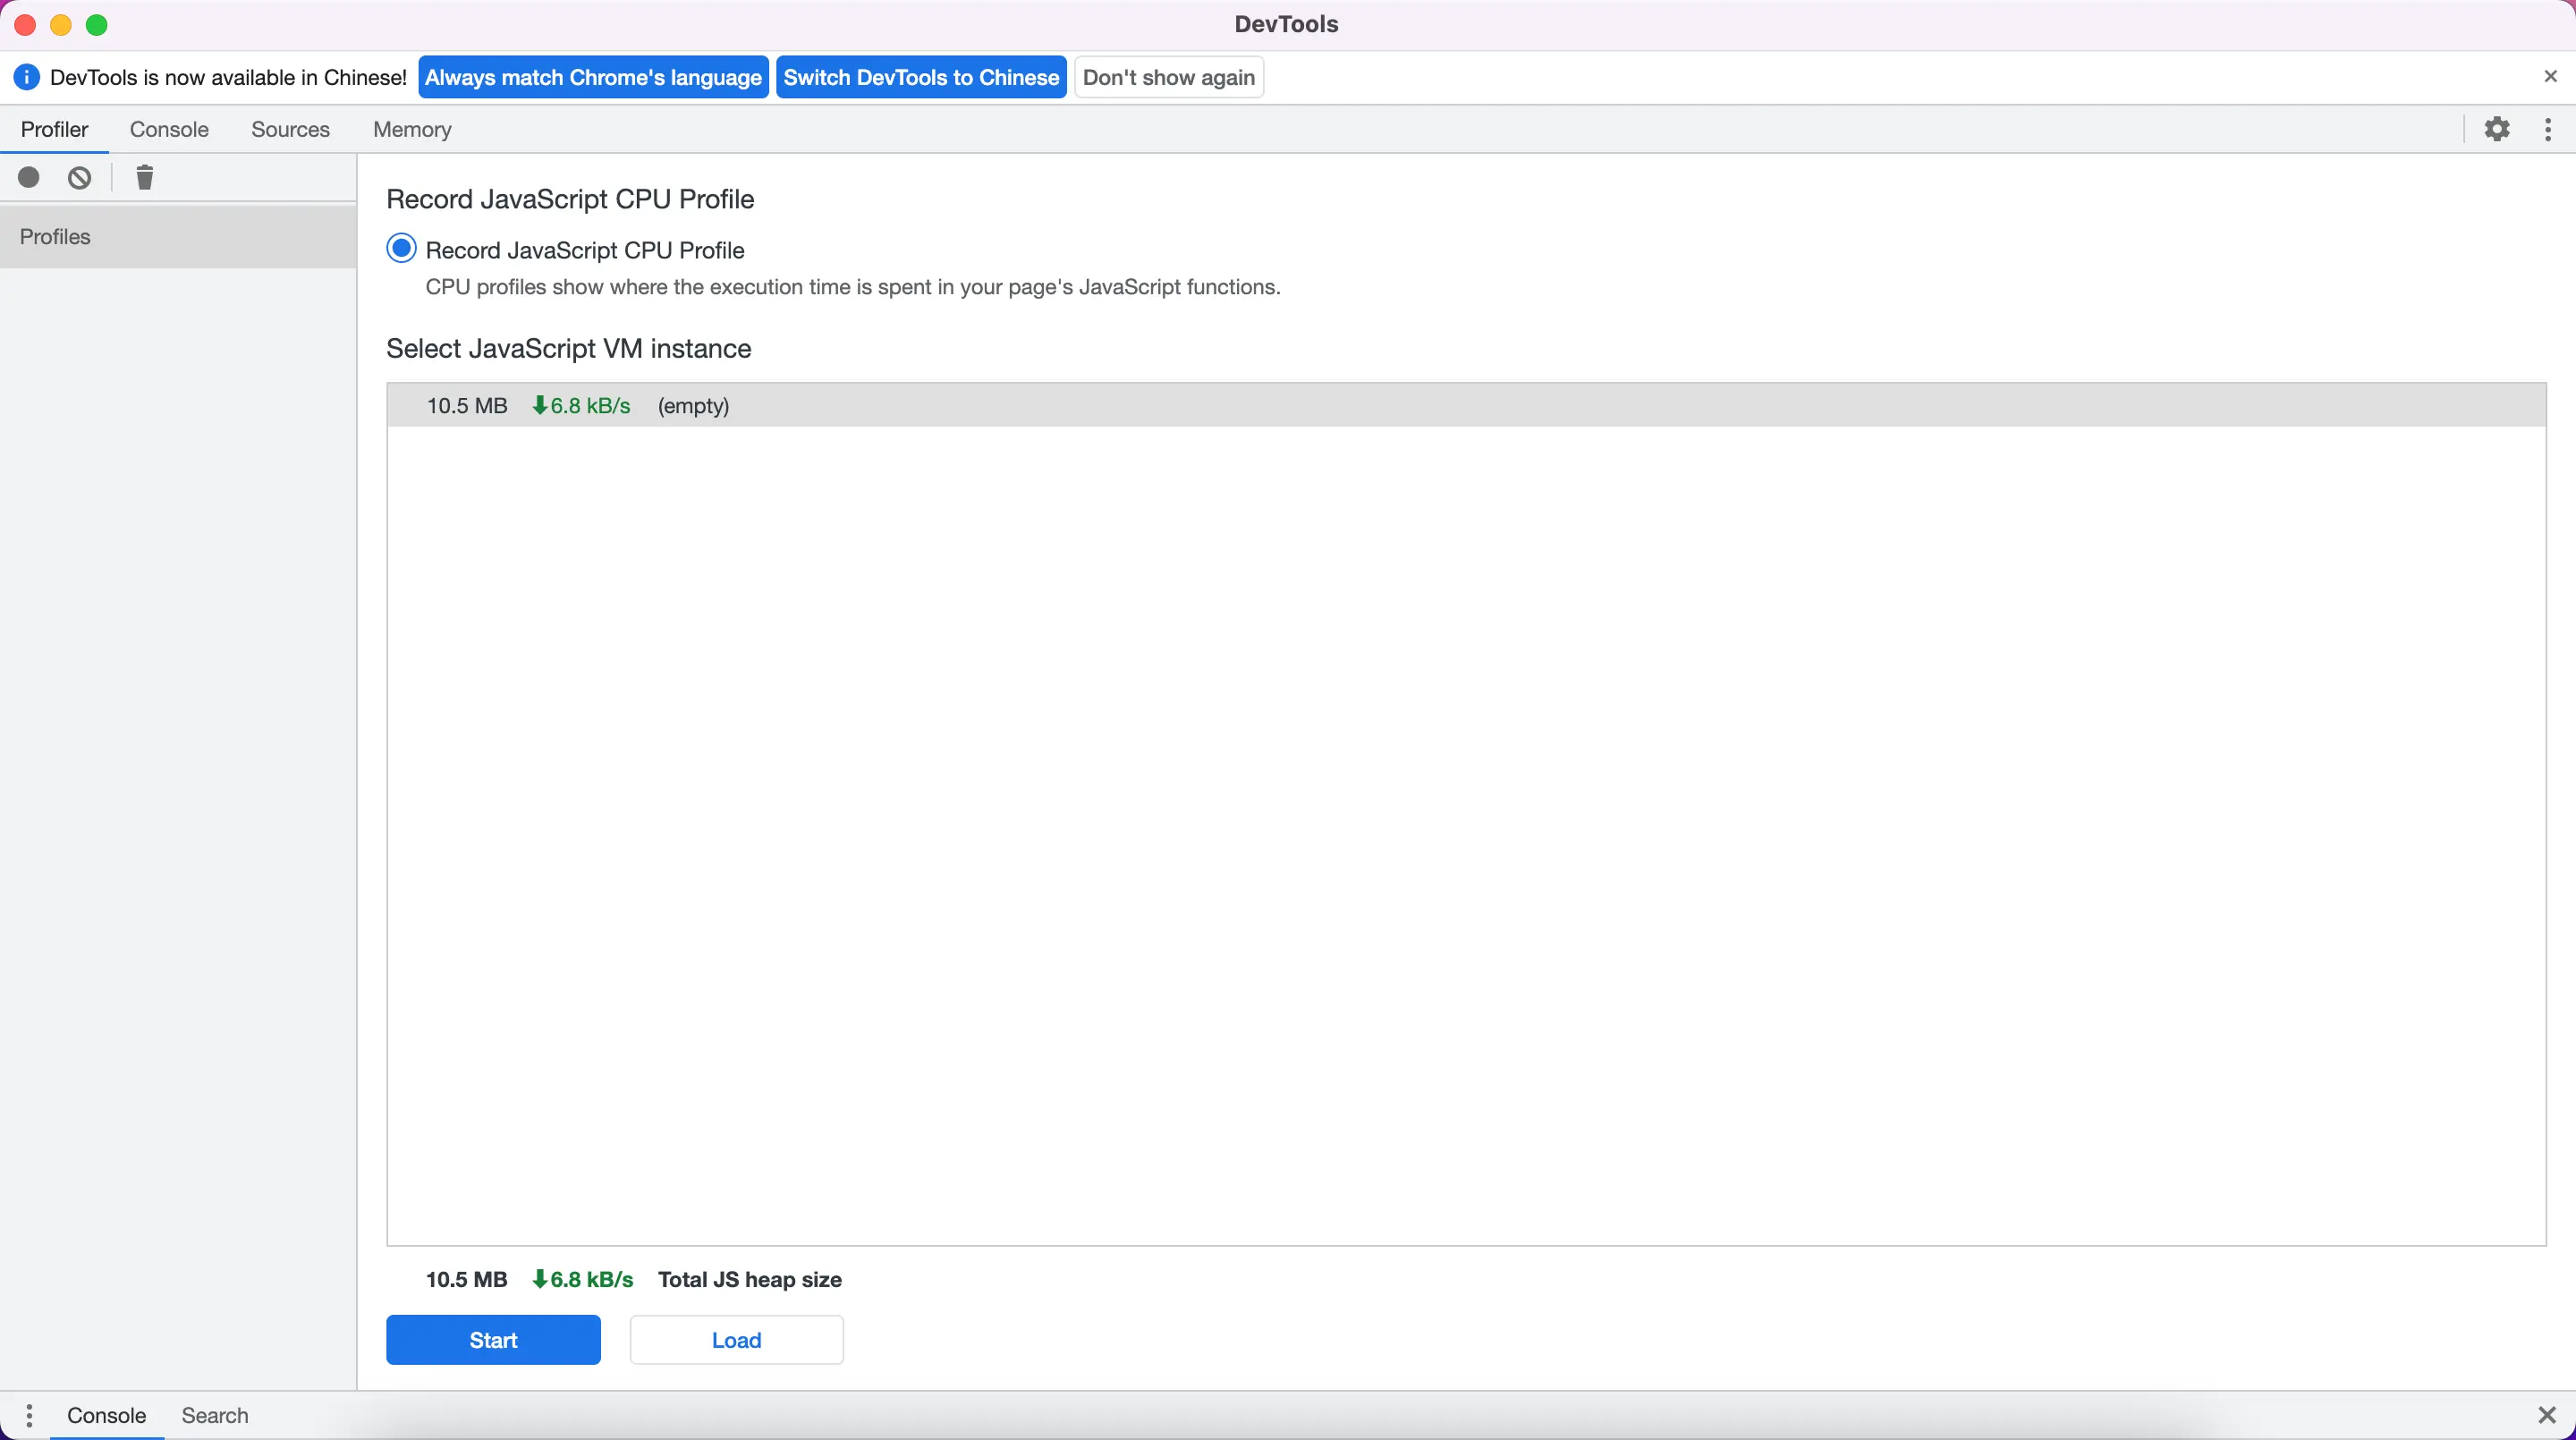 DevTools
DevTools is now available in Chinese! Always match Chrome's language Switch DevTools to Chinese Don't show again
Profiler Console Sources Memory
Profiles
Record JavaScript CPU Profile
Record JavaScript CPU Profile
CPU profiles show where the execution time is spent in your page's JavaScript functions.
Select JavaScript VM instance
10.5 MB 6.8 kB/s (empty)
10.5 MB 6.8 kB/s Total JS heap size
Start Load
Console Search